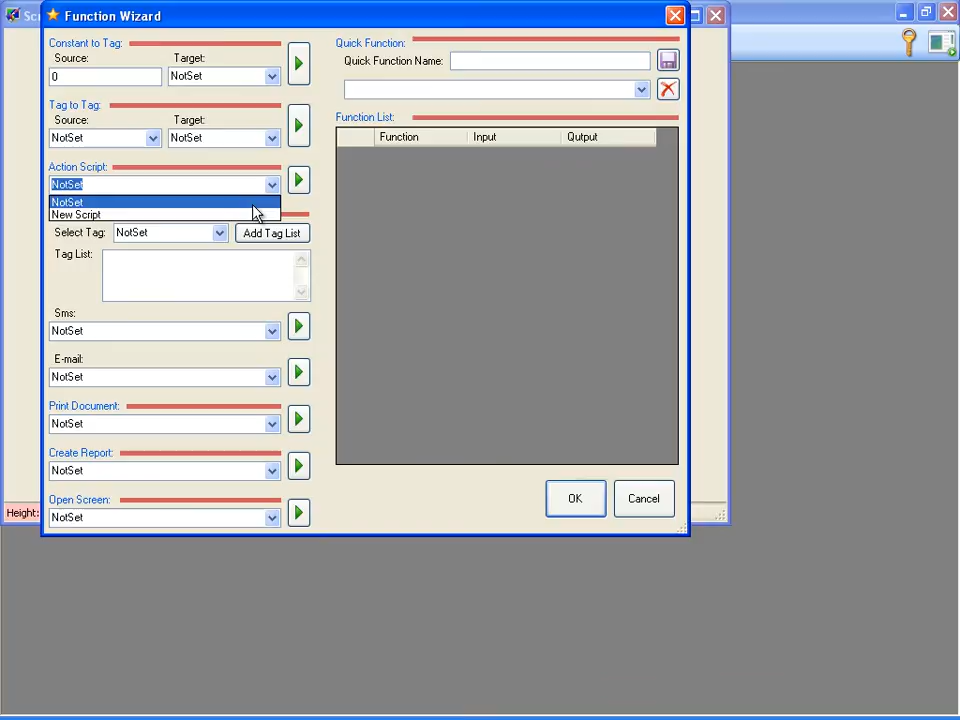 Function Wizard
Constant to Tag:
Source:
Target:
0
NotSet
Tag to Tag:
Source:
Target:
NotSet
NotSet
Action Script:
NotSet
NotSet
New Script
Select Tag:
NotSet
Add Tag List
Tag List:
Sms:
NotSet
E-mail:
NotSet
Print Document:
NotSet
Create Report:
NotSet
Open Screen:
NotSet
Quick Function:
Quick Function Name:
Function List:
Function
Input
Qutput
OK
Cancel
Height: